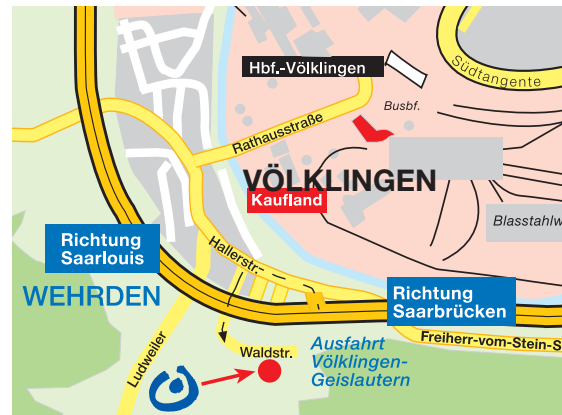 Südtangente
Hbf.-Völklingen
Busbf.
Rathausstraße
VÖLKLINGEN
Kaufland
Blasstahlw
Richtung
Saarlouis
Hallerstr.
WEHRDEN
Richtung
Saarbrücken
Freiherr-vom-Stein-S
Ludweiler
Waldstr.
Ausfahrt
Völklingen-
Geislautern